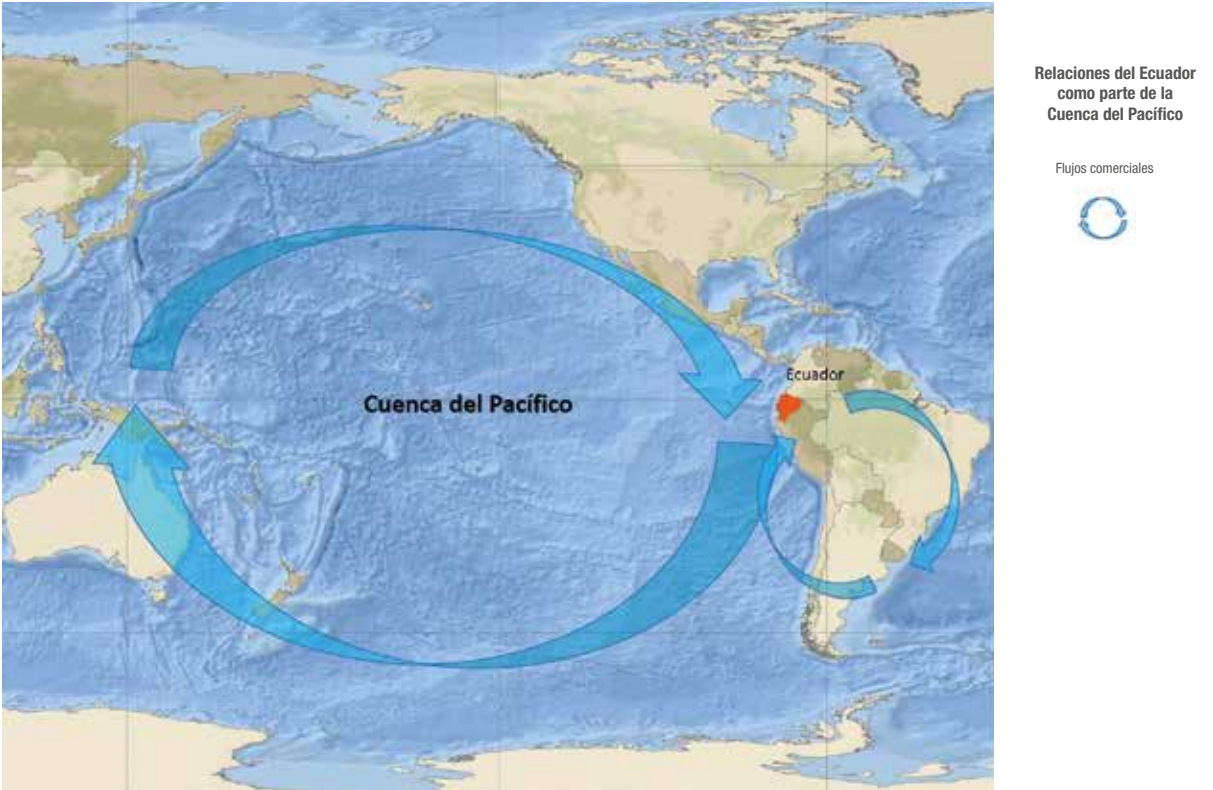 Relaciones del Ecuador
como parte de la
Cuenca del Pacífico
Flujos comerciales
Ecuador
Cuenca del Pacífico